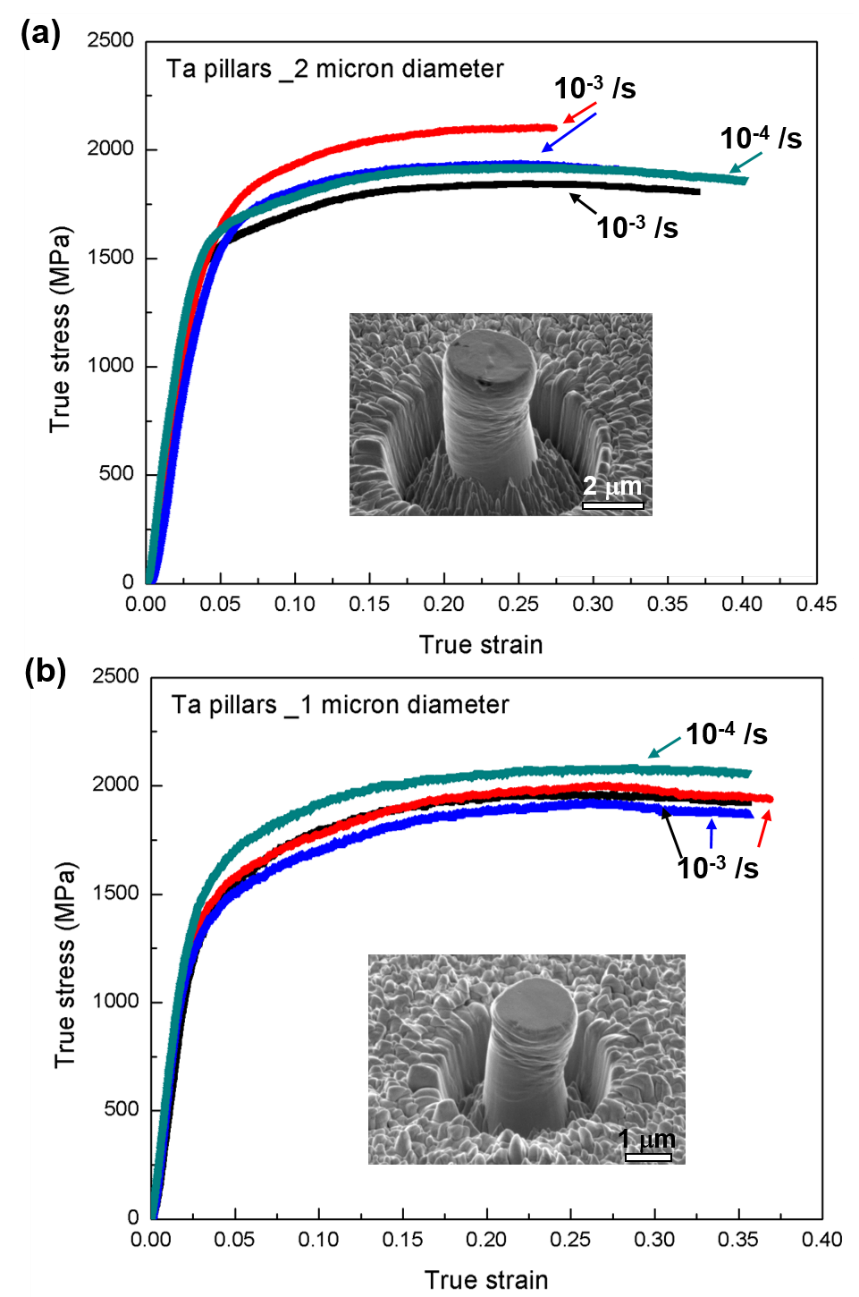 (a)
2500
2000
1500
1000
500
0
True stress (MPa)
Ta pillars _2 micron diameter
10-3 /s
10-4 /s
10-3 /s
2 μm
0.00 0.05 0.10 0.15 0.20 0.25 0.30 0.35 0.40 0.45
True strain
(b)
2500
2000
1500
1000
500
0
True stress (MPa)
Ta pillars _1 micron diameter
10-4 /s
10-3 /s
1 μm
0.00 0.05 0.10 0.15 0.20 0.25 0.30 0.35 0.40
True strain